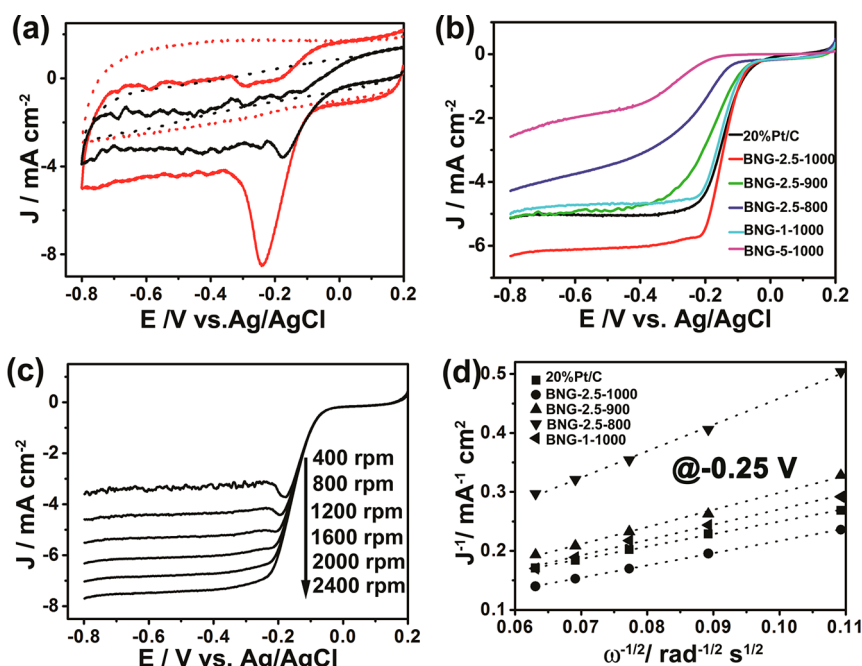 (a)
0
-4
-8
J / mA cm-2
-0.8 -0.6 -0.4 -0.2 0.0 0.2
E /V vs.Ag/AgCl
(b)
0
-2
-4
-6
J / mA cm-2
20%Pt/C
BNG-2.5-1000
BNG-2.5-900
BNG-2.5-800
BNG-1-1000
BNG-5-1000
-0.8 -0.6 -0.4 -0.2 0.0 0.2
E /V vs. Ag/AgCl
(c)
0
-2
-4
-6
-8
J / mA cm-2
400 rpm
800 rpm
1200 rpm
1600 rpm
2000 rpm
2400 rpm
-0.8 -0.6 -0.4 -0.2 0.0 0.2
E / V vs. Ag/AgCl
(d)
0.5
0.4
0.3
0.2
0.1
J-1/ mA-1 cm2
20%Pt/C
BNG-2.5-1000
BNG-2.5-900
BNG-2.5-800
BNG-1-1000
@-0.25 V
0.06 0.07 0.08 0.09 0.10 0.11
ω-1/2/ rad-1/2 s1/2